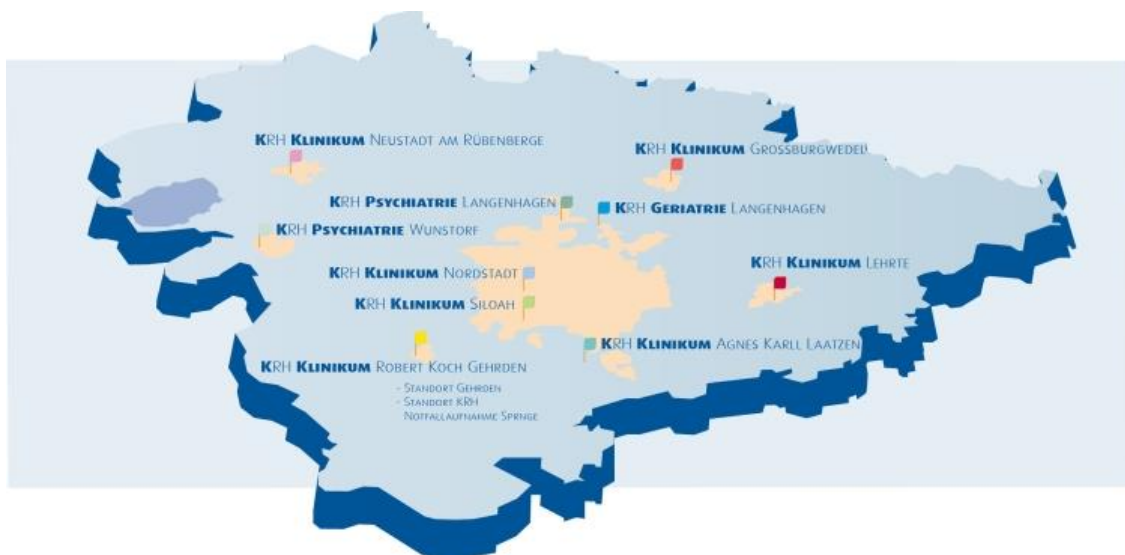 KRH KLINIKUM NEUSTADT AM RÜBENBERGE
KRH KLINIKUM GROSSBURGWEDEL
KRH PSYCHIATRIE LANGENHAGEN
KRH GERIATRIE LANGENHAGEN
KRH PSYCHIATRIE WUNSTORF
KRH KLINIKUM LEHRTE
KRH KLINIKUM NORDSTADT
KRH KLINIKUM SILOAH
KRH KLINIKUM AGNES KARLL LAATZEN
KRH KLINIKUM ROBERT KOCH GEHRDEN
- STANDORT GEHRDEN
- STANDORT KRH
NOTFALLAUFNAHME SPRINGE